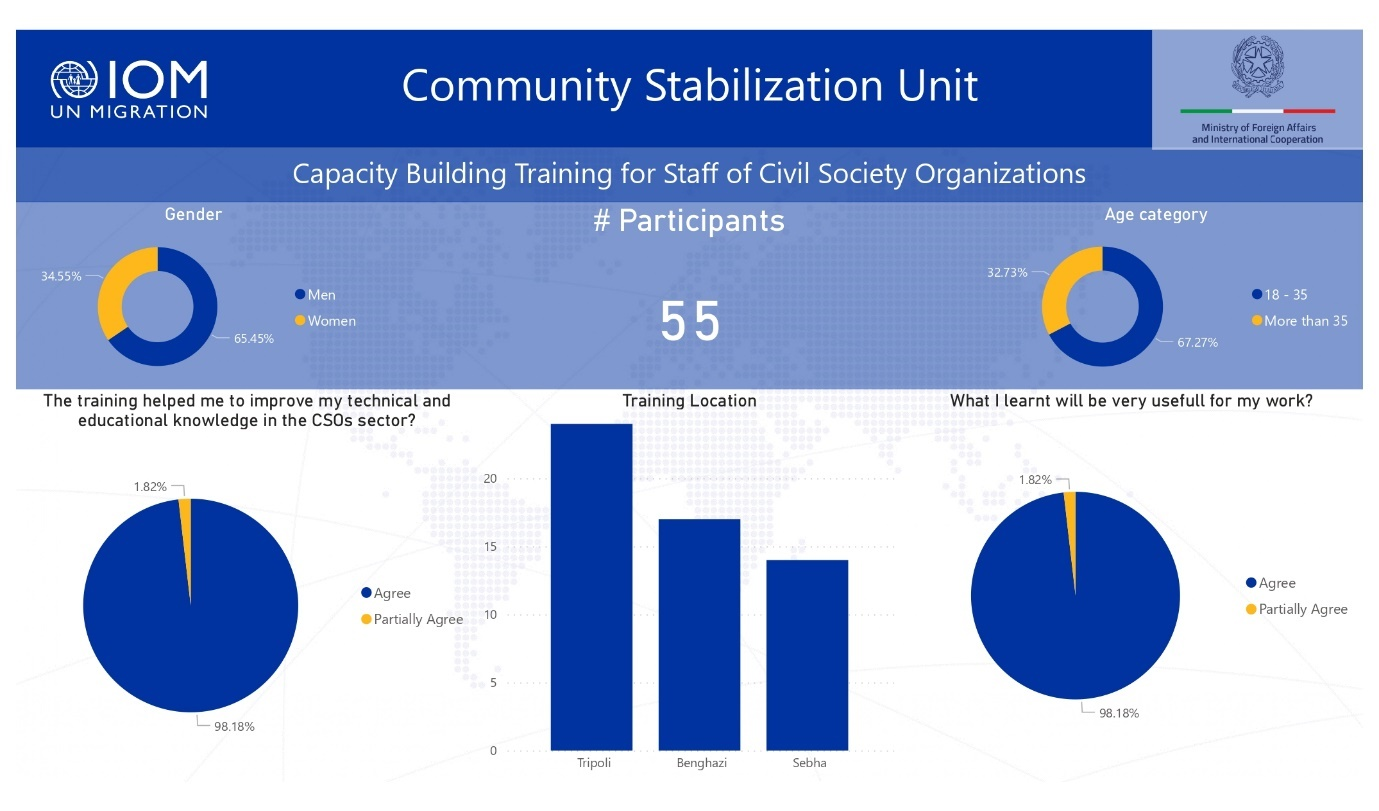 IOM
UN MIGRATION
Community Stabilization Unit
Ministry of Foreign Affairs
and International Cooperation
Capacity Building Training for Staff of Civil Society Organizations
Gender
34.55%
65.45%
Men
Women
# Participants
55
Age category
32.73%
67.27%
18 - 35
More than 35
The training helped me to improve my technical and
educational knowledge in the CSOs sector?
1.82%
98.18%
Agree
Partially Agree
Training Location
20
15
10
5
0
Tripoli
Benghazi
Sebha
What I learnt will be very usefull for my work?
1.82%
98.18%
Agree
Partially Agree